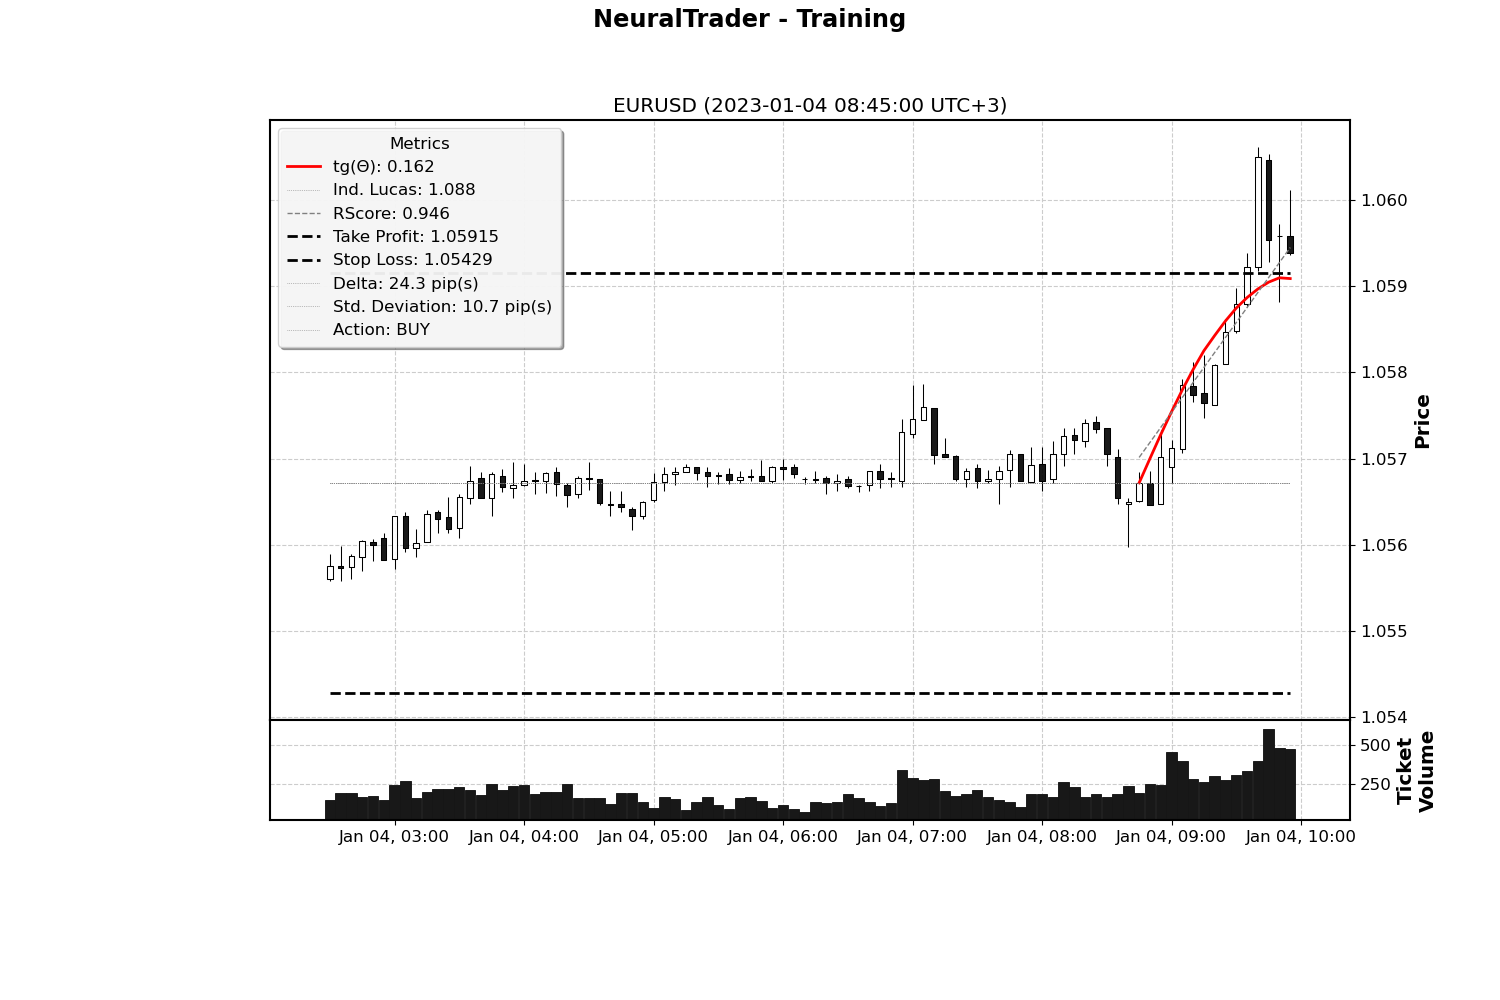 NeuralTrader - Training
EURUSD (2023-01-04 08:45:00 UTC+3)
Metrics
tg(Θ): 0.162
Ind. Lucas: 1.088
RScore: 0.946
Take Profit: 1.05915
Stop Loss: 1.05429
Delta: 24.3 pip(s)
Std. Deviation: 10.7 pip(s)
Action: BUY
1.060
1.059
1.058
1.057
1.056
1.055
1.054
Price
500
250
Ticket
Volume
Jan 04, 03:00 Jan 04, 04:00 Jan 04, 05:00 Jan 04, 06:00 Jan 04, 07:00 Jan 04, 08:00 Jan 04, 09:00 Jan 04, 10:00